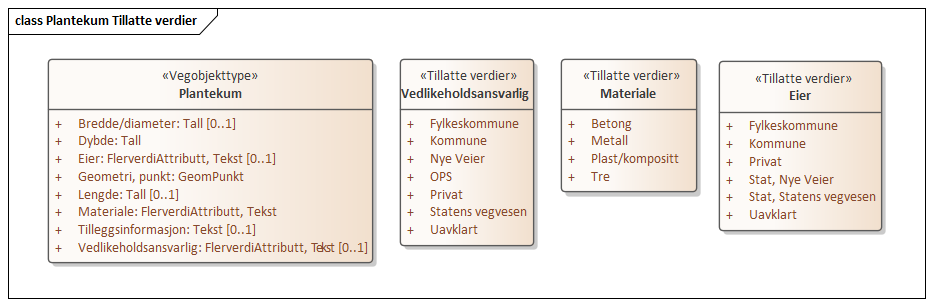 class Plantekum Tillatte verdier
«Vegobjekttype»
Plantekum
+ Bredde/diameter: Tall [0..1]
+ Dybde: Tall
+ Eier: FlerverdiAttributt, Tekst [0..1]
+ Geometri, punkt: GeomPunkt
+ Lengde: Tall [0..1]
+ Materiale: FlerverdiAttributt, Tekst
+ Tilleggsinformasjon: Tekst [0..1]
+ Vedlikeholdsansvarlig: FlerverdiAttributt, Tekst [0..1]
«Tillatte verdier»
Vedlikeholdsansvarlig
+ Fylkeskommune
+ Kommune
+ Nye Veier
+ OPS
+ Privat
+ Statens vegvesen
+ Uavklart
«Tillatte verdier»
Materiale
+ Betong
+ Metall
+ Plast/kompositt
+ Tre
«Tillatte verdier»
Eier
+ Fylkeskommune
+ Kommune
+ Privat
+ Stat, Nye Veier
+ Stat, Statens vegvesen
+ Uavklart